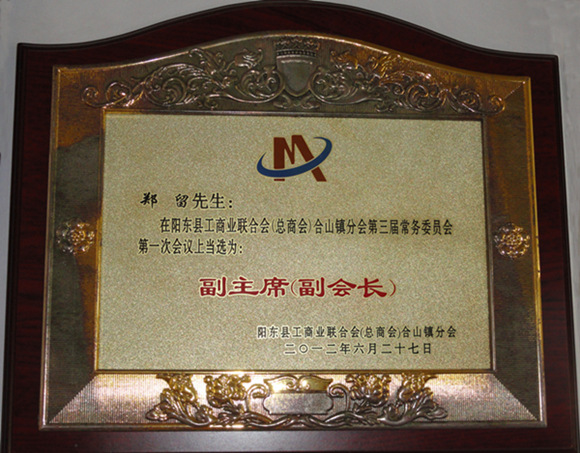 郑 留先生:
在阳东县工商业联合会(总商会)合山镇分会第三届常务委员会
第一次会议上当选为:
副主席(副会长)
阳东县工商业联合会(总商会)合山镇分会
二〇一二年六月二十七日